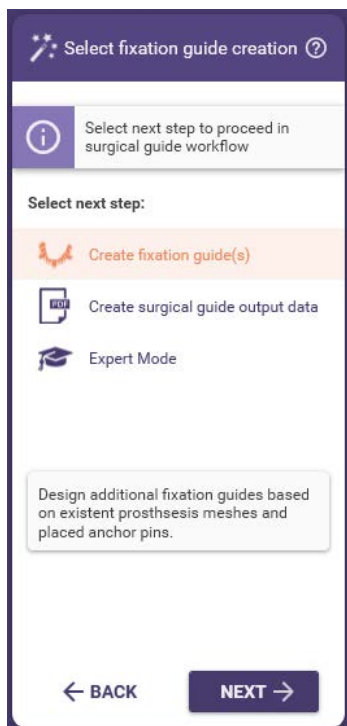 Select fixation guide creation ?
i
Select next step to proceed in
surgical guide workflow
Select next step:
Create fixation guide(s)
PDF
Create surgical guide output data
Expert Mode
Design additional fixation guides based
on existent prosthsesis meshes and
placed anchor pins.
← BACK
NEXT →